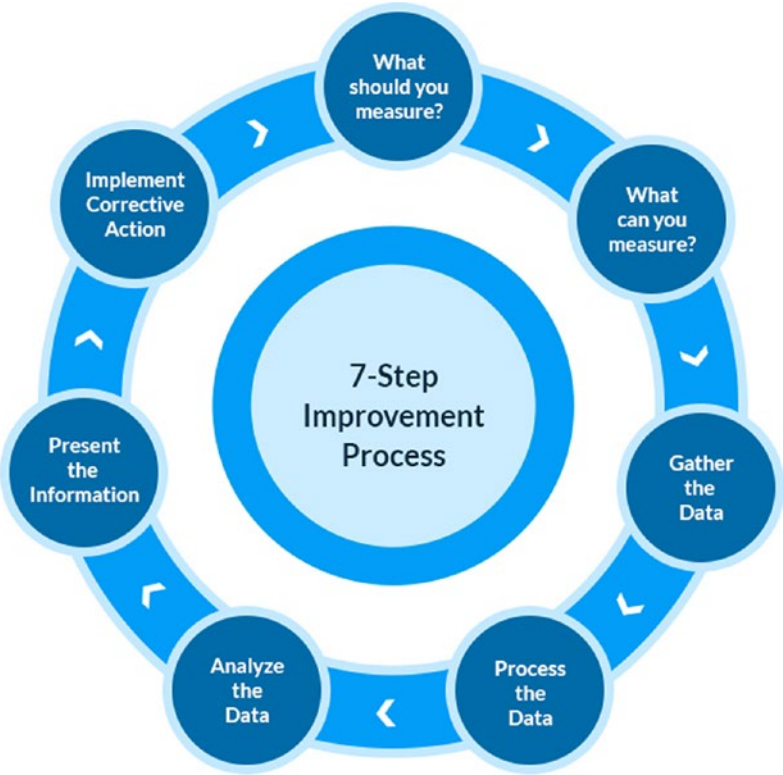 What
should you
measure?
What
can you
measure?
Gather
the
Data
Process
the
Data
Analyze
the
Data
Present
the
Information
Implement
Corrective
Action
7-Step
Improvement
Process